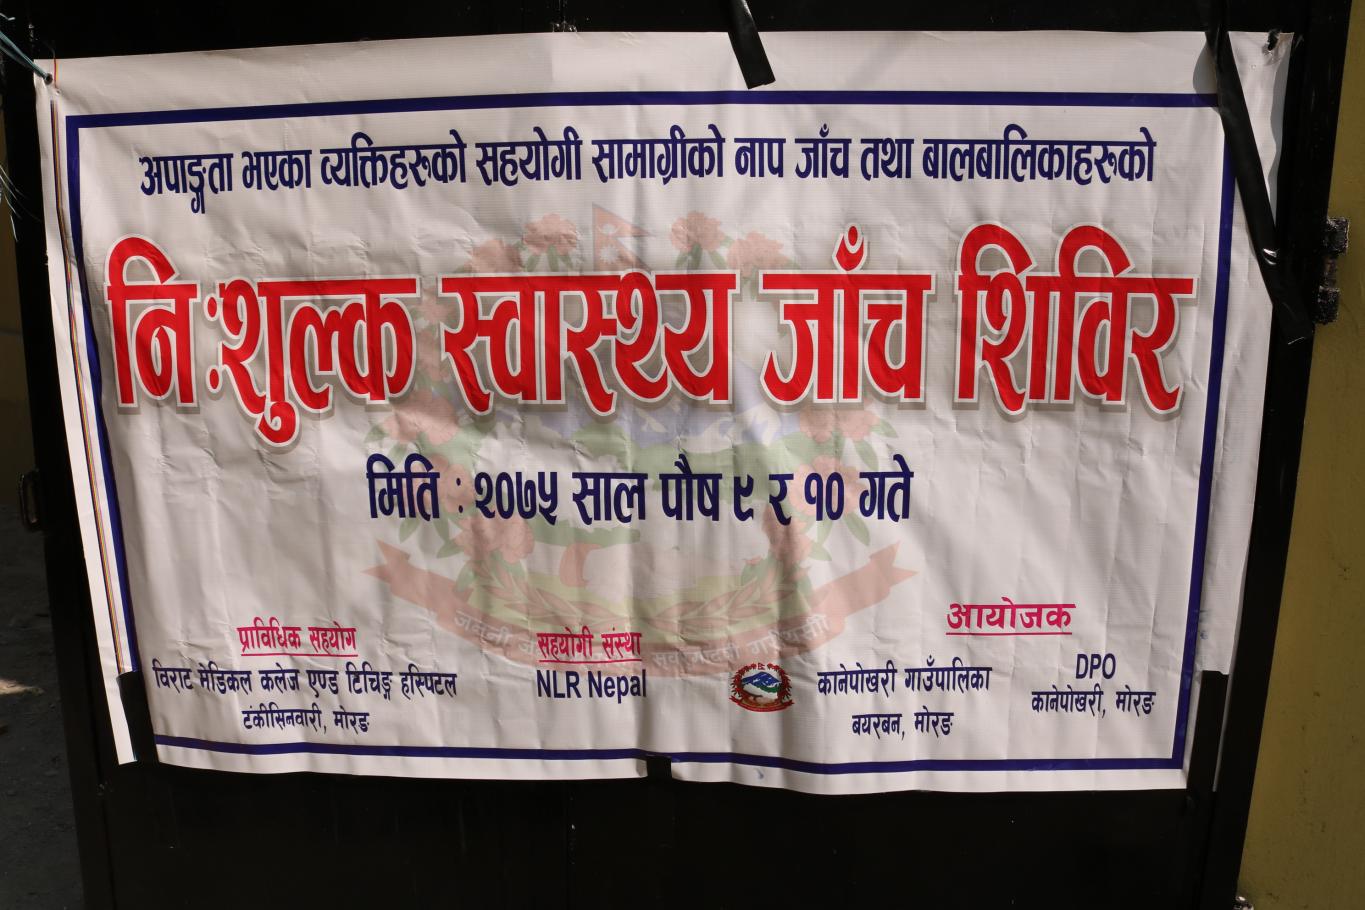 अपाङ्गता भएका व्यक्तिहरुको सहयोगी सामाग्रीको नाप जाँच तथा बालबालिकाहरुको
निःशुल्क स्वास्थ्य जाँच शिविर
मिति : २०७५ साल पौष ९ र १० गते
प्राविधिक सहयोग
विराट मेडिकल कलेज एण्ड टिचिङ्ग हस्पिटल
टंकीसिनवारी, मोरङ
सहयोगी संस्था
NLR Nepal
आयोजक
कानेपोखरी गाउँपालिका
बयरबन, मोरङ
DPO
कानेपोखरी, मोरङ